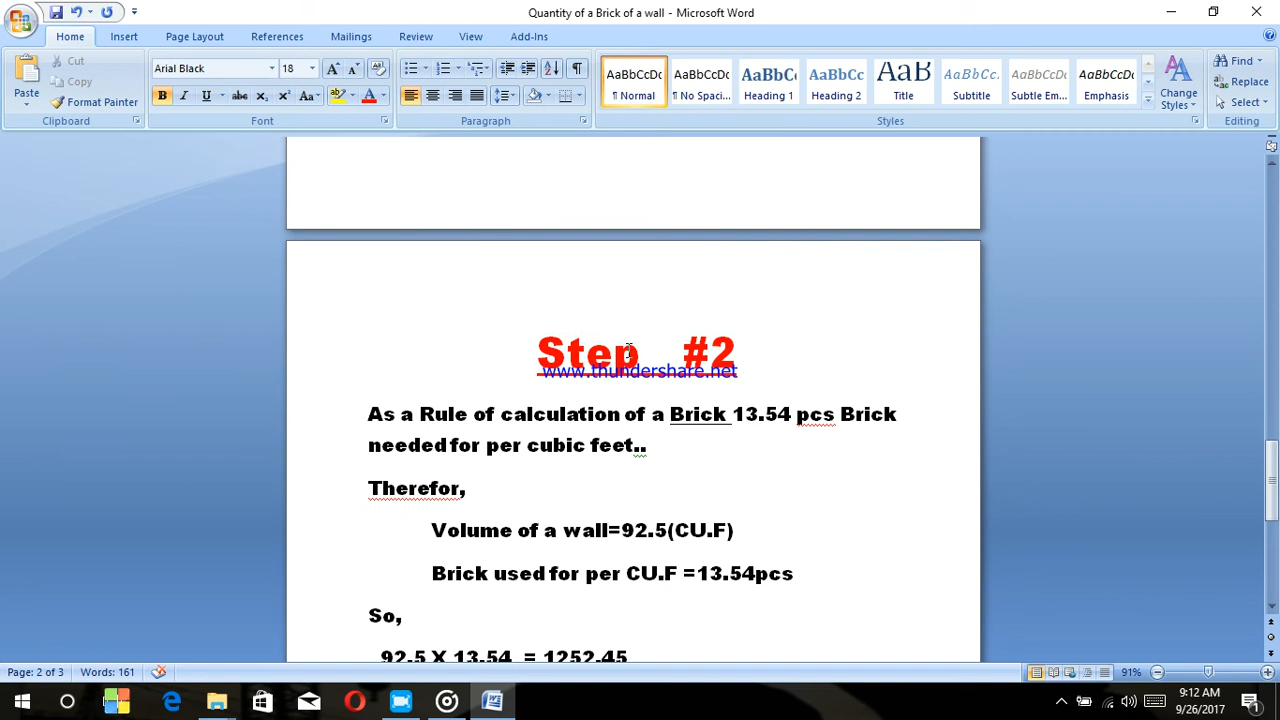 Quantity of a Brick of a wall - Microsoft Word
Home Insert Page Layout References Mailings Review View Add-Ins
Paste
Cut
Copy
Format Painter
Clipboard
Arial Black 18
Font
Paragraph
AaBbCcDc AaBbCcDc AaBbCc AaBbCc AaB AaBbCc. AaBbCcDc AaBbCcDc
¶ Normal ¶ No Spaci... Heading 1 Heading 2 Title Subtitle Subtle Em... Emphasis
Change Styles
Styles
Find
Replace
Select
Editing
Step #2
www.thundershare.net
As a Rule of calculation of a Brick 13.54 pcs Brick
needed for per cubic feet..
Therefor,
Volume of a wall=92.5(CU.F)
Brick used for per CU.F =13.54pcs
So,
92.5 X 13.54 = 1252.45
Page: 2 of 3 Words: 161 91%
9:12 AM
9/26/2017